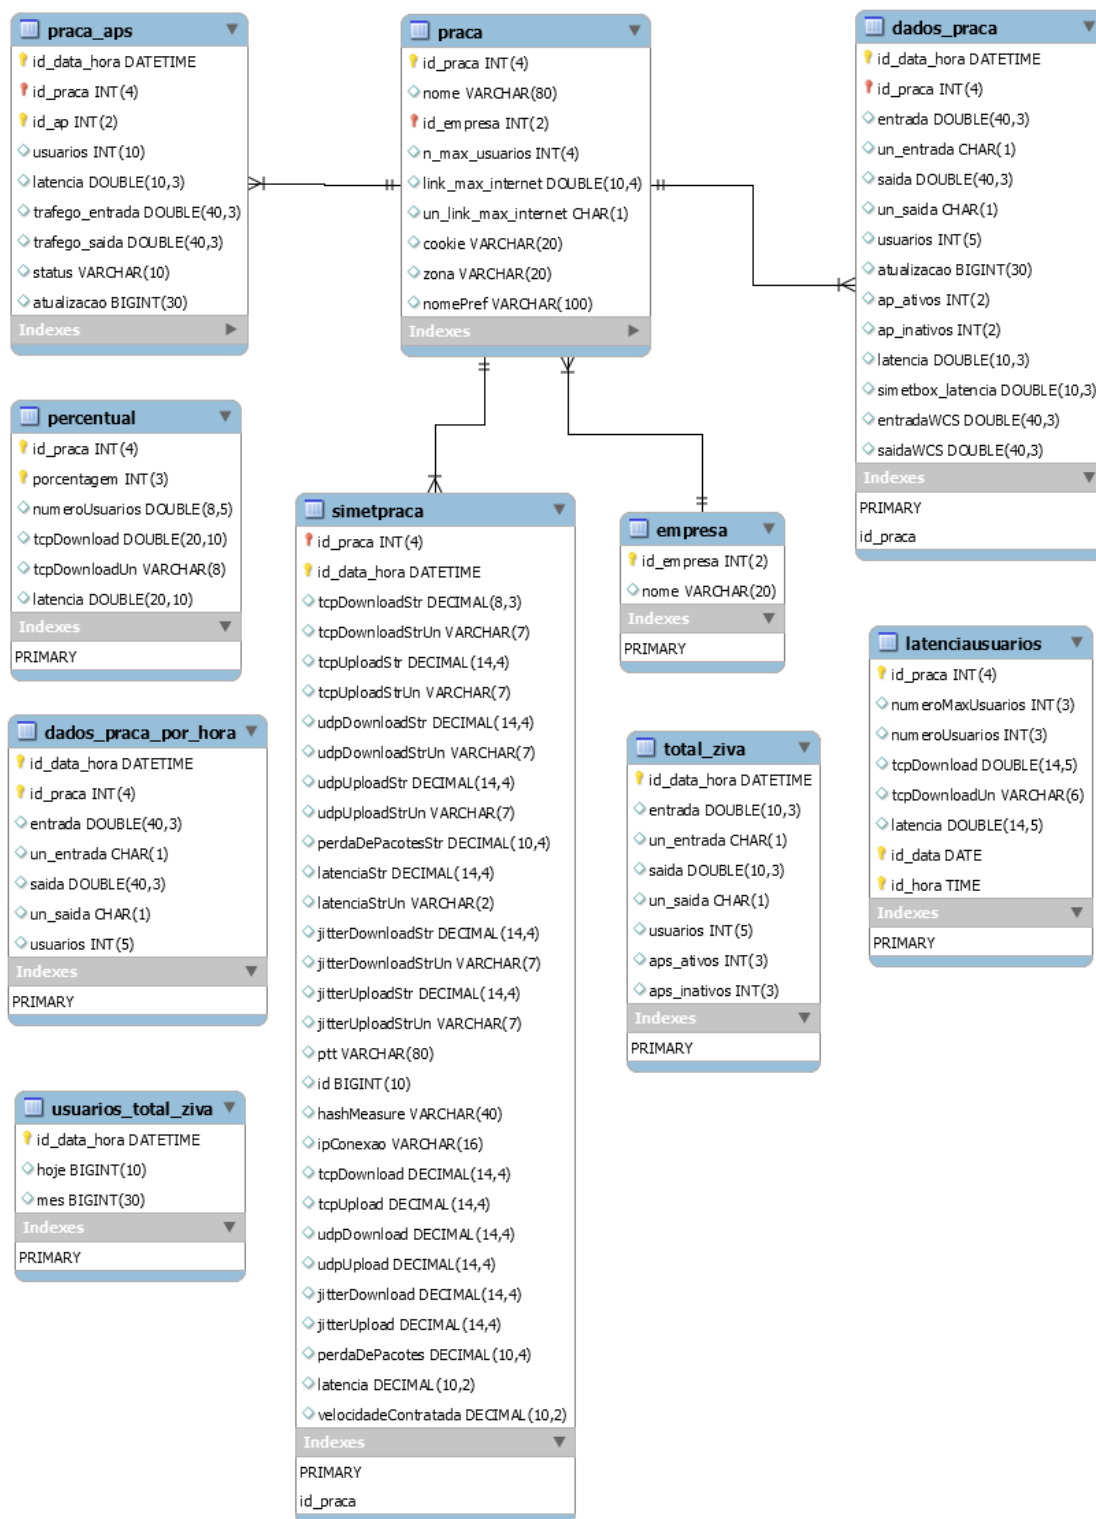 praca_aps
id_data_hora DATETIME
id_praca INT(4)
id_ap INT(2)
usuarios INT(10)
latencia DOUBLE(10,3)
trafego_entrada DOUBLE(40,3)
trafego_saida DOUBLE(40,3)
status VARCHAR(10)
atualizacao BIGINT(30)
Indexes
praca
id_praca INT(4)
nome VARCHAR(80)
id_empresa INT(2)
n_max_usuarios INT(4)
link_max_internet DOUBLE(10,4)
un_link_max_internet CHAR(1)
cookie VARCHAR(20)
zona VARCHAR(20)
nomePref VARCHAR(100)
Indexes
dados_praca
id_data_hora DATETIME
id_praca INT(4)
entrada DOUBLE(40,3)
un_entrada CHAR(1)
saida DOUBLE(40,3)
un_saida CHAR(1)
usuarios INT(5)
atualizacao BIGINT(30)
ap_ativos INT(2)
ap_inativos INT(2)
latencia DOUBLE(10,3)
simetbox_latencia DOUBLE(10,3)
entradaWCS DOUBLE(40,3)
saidaWCS DOUBLE(40,3)
Indexes
PRIMARY
id_praca
percentual
id_praca INT(4)
porcentagem INT(3)
numeroUsuarios DOUBLE(8,5)
tcpDownload DOUBLE(20,10)
tcpDownloadUn VARCHAR(8)
latencia DOUBLE(20,10)
Indexes
PRIMARY
simetpraca
id_praca INT(4)
id_data_hora DATETIME
tcpDownloadStr DECIMAL(8,3)
tcpDownloadStrUn VARCHAR(7)
tcpUploadStr DECIMAL(14,4)
tcpUploadStrUn VARCHAR(7)
udpDownloadStr DECIMAL(14,4)
udpDownloadStrUn VARCHAR(7)
udpUploadStr DECIMAL(14,4)
udpUploadStrUn VARCHAR(7)
perdaDePacotesStr DECIMAL(10,4)
latenciaStr DECIMAL(14,4)
latenciaStrUn VARCHAR(2)
jitterDownloadStr DECIMAL(14,4)
jitterDownloadStrUn VARCHAR(7)
jitterUploadStr DECIMAL(14,4)
jitterUploadStrUn VARCHAR(7)
ptt VARCHAR(80)
id BIGINT(10)
hashMeasure VARCHAR(40)
ipConexao VARCHAR(16)
tcpDownload DECIMAL(14,4)
tcpUpload DECIMAL(14,4)
udpDownload DECIMAL(14,4)
udpUpload DECIMAL(14,4)
jitterDownload DECIMAL(14,4)
jitterUpload DECIMAL(14,4)
perdaDePacotes DECIMAL(10,4)
latencia DECIMAL(10,2)
velocidadeContratada DECIMAL(10,2)
Indexes
PRIMARY
id_praca
empresa
id_empresa INT(2)
nome VARCHAR(20)
Indexes
PRIMARY
latenciausuarios
id_praca INT(4)
numeroMaxUsuarios INT(3)
numeroUsuarios INT(3)
tcpDownload DOUBLE(14,5)
tcpDownloadUn VARCHAR(6)
latencia DOUBLE(14,5)
id_data DATE
id_hora TIME
Indexes
PRIMARY
dados_praca_por_hora
id_data_hora DATETIME
id_praca INT(4)
entrada DOUBLE(40,3)
un_entrada CHAR(1)
saida DOUBLE(40,3)
un_saida CHAR(1)
usuarios INT(5)
Indexes
PRIMARY
total_ziva
id_data_hora DATETIME
entrada DOUBLE(10,3)
un_entrada CHAR(1)
saida DOUBLE(10,3)
un_saida CHAR(1)
usuarios INT(5)
aps_ativos INT(3)
aps_inativos INT(3)
Indexes
PRIMARY
usuarios_total_ziva
id_data_hora DATETIME
hoje BIGINT(10)
mes BIGINT(30)
Indexes
PRIMARY